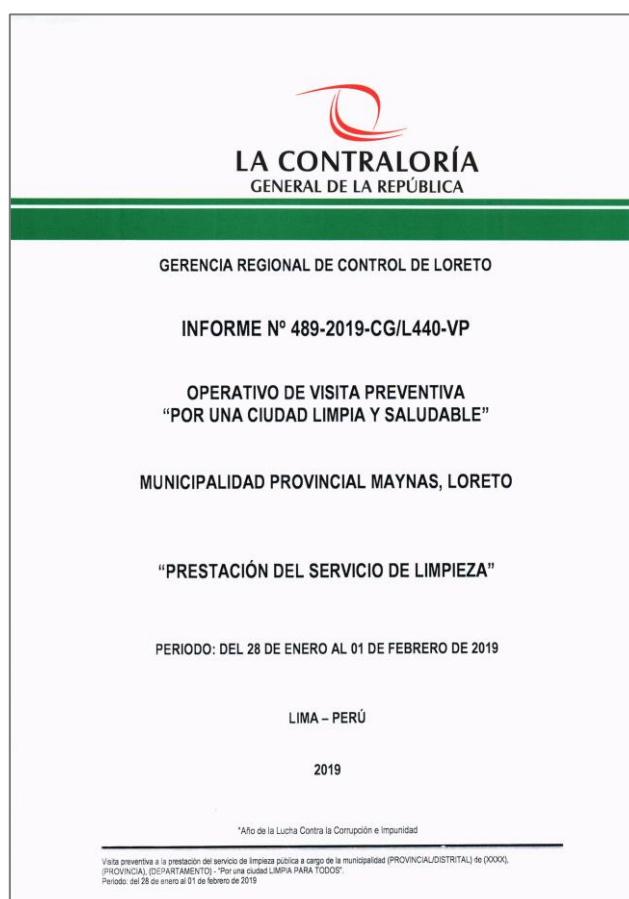 LA CONTRALORÍA
GENERAL DE LA REPÚBLICA
GERENCIA REGIONAL DE CONTROL DE LORETO
INFORME Nº 489-2019-CG/L440-VP
OPERATIVO DE VISITA PREVENTIVA
“POR UNA CIUDAD LIMPIA Y SALUDABLE”
MUNICIPALIDAD PROVINCIAL MAYNAS, LORETO
“PRESTACIÓN DEL SERVICIO DE LIMPIEZA”
PERIODO: DEL 28 DE ENERO AL 01 DE FEBRERO DE 2019
LIMA – PERÚ
2019
"Año de la Lucha Contra la Corrupción e Impunidad
Visita preventiva a la prestación del servicio de limpieza pública a cargo de la municipalidad (PROVINCIAL/DISTRITAL) de (XXXX),
(PROVINCIA), (DEPARTAMENTO) - "Por una ciudad LIMPIA PARA TODOS".
Periodo: del 28 de enero al 01 de febrero de 2019